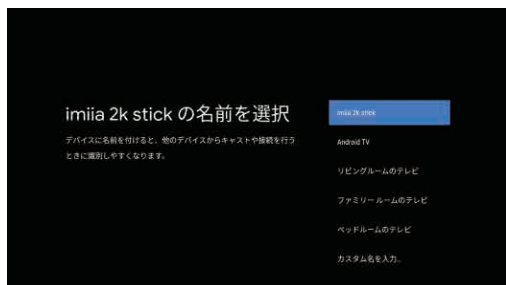 imiia 2k stick の名前を選択
デバイスに名前を付けると、他のデバイスからキャストや接続を行う
ときに識別しやすくなります。
imiia 2k stick
Android TV
リビングルームのテレビ
ファミリー ルームのテレビ
ベッドルームのテレビ
カスタム名を入力...